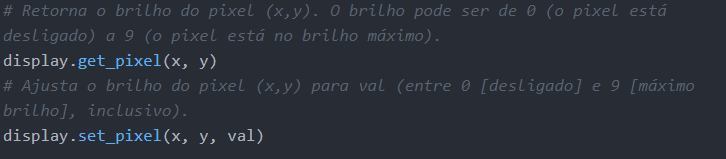 # Retorna o brilho do pixel (x,y). O brilho pode ser de 0 (o pixel está
desligado) a 9 (o pixel está no brilho máximo).
display.get_pixel(x, y)
# Ajusta o brilho do pixel (x,y) para val (entre 0 [desligado] e 9 [máximo
brilho], inclusivo).
display.set_pixel(x, y, val)